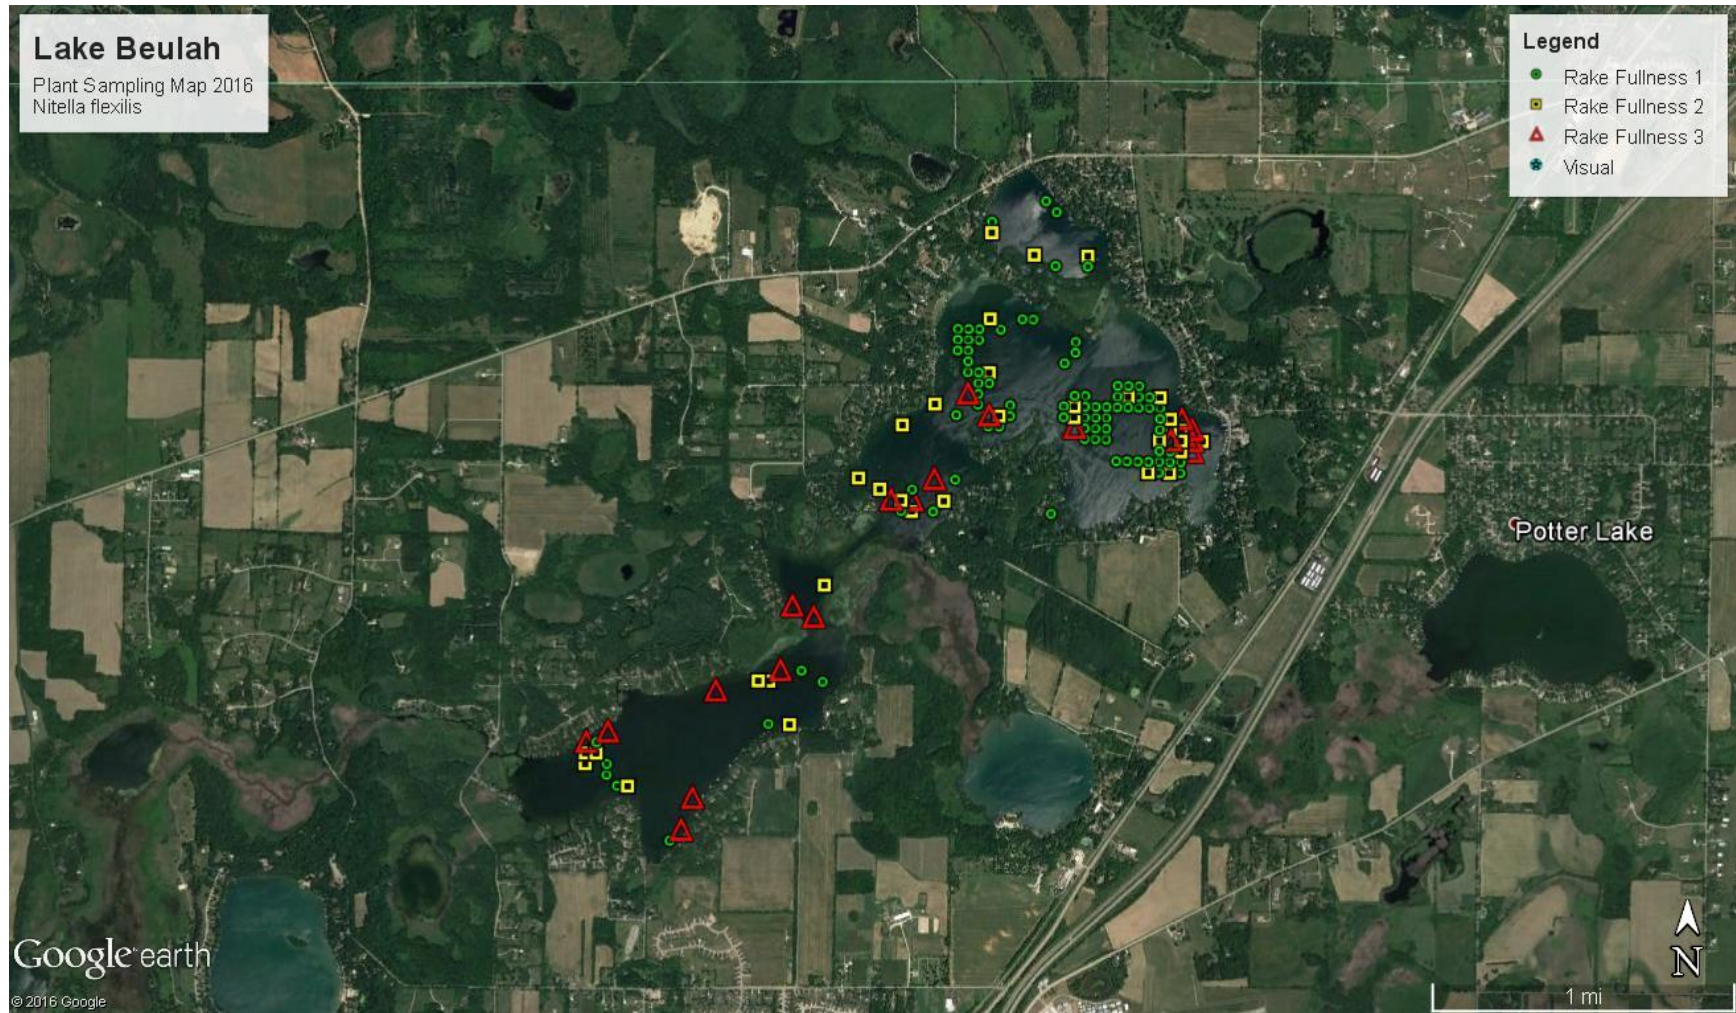 Lake Beulah
Plant Sampling Map 2016
Nitella flexilis
Legend
Rake Fullness 1
Rake Fullness 2
Rake Fullness 3
Visual
Potter Lake
Google earth
© 2016 Google
N
1 mi